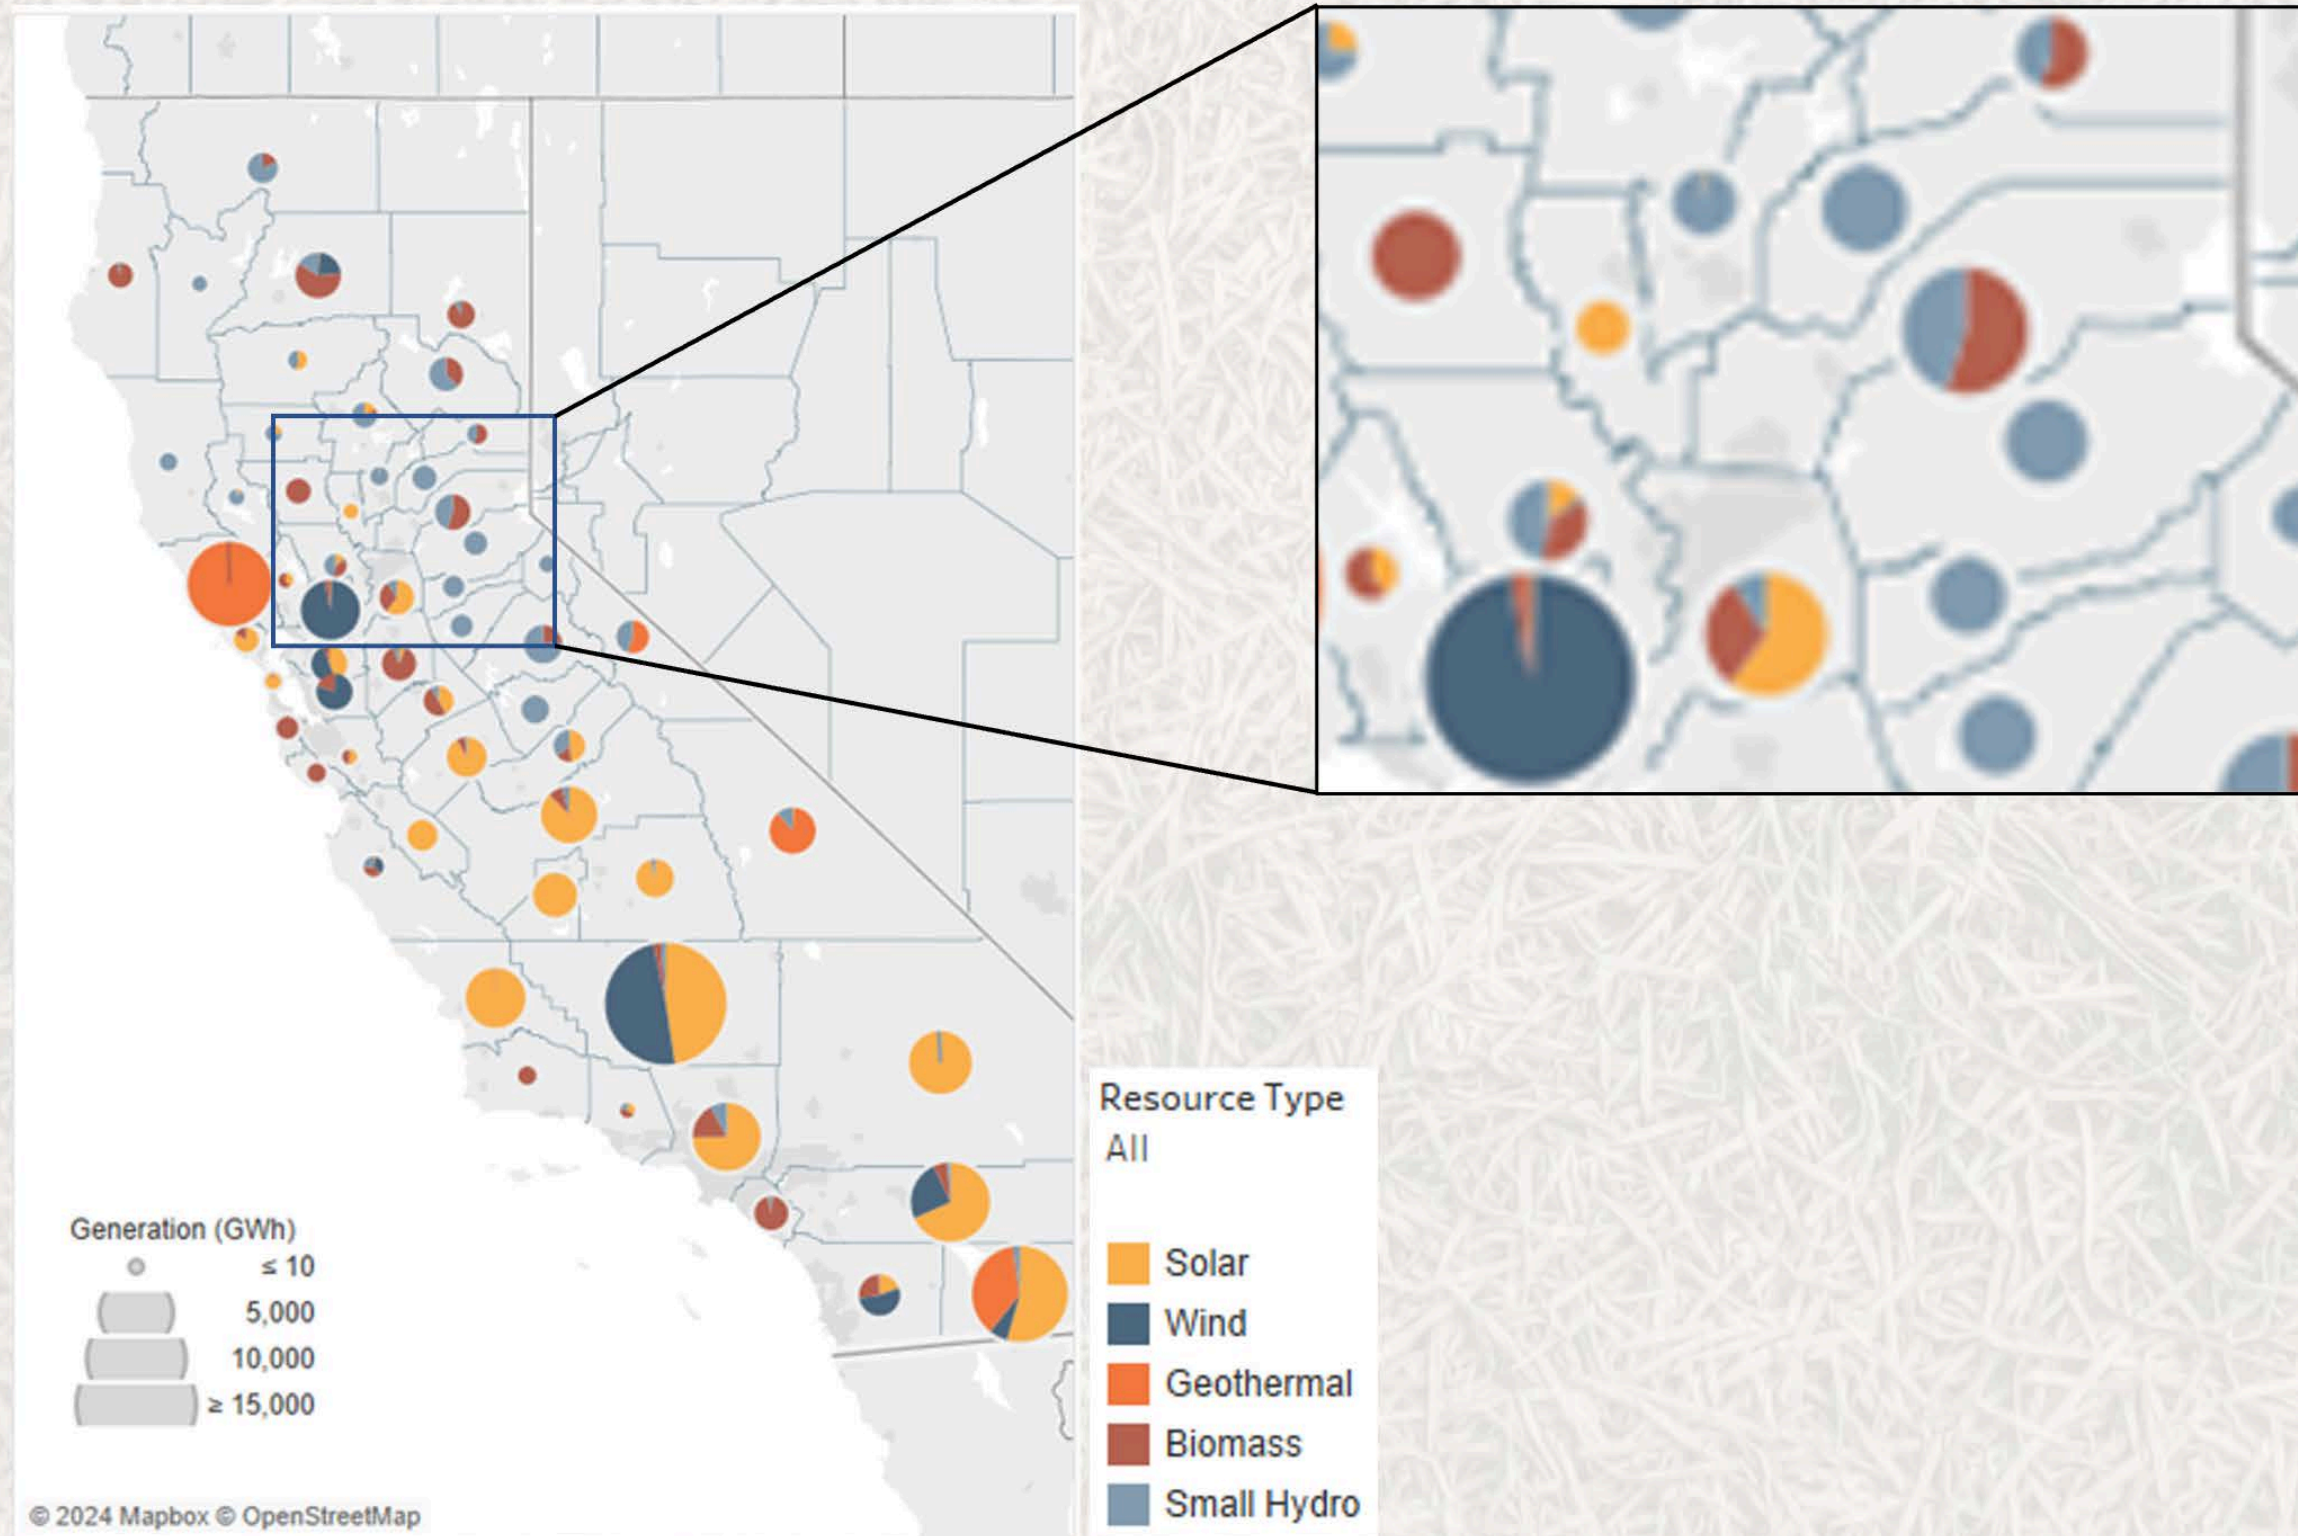 Generation (GWh)
≤ 10
5,000
10,000
≥ 15,000
© 2024 Mapbox © OpenStreetMap
Resource Type
All
Solar
Wind
Geothermal
Biomass
Small Hydro